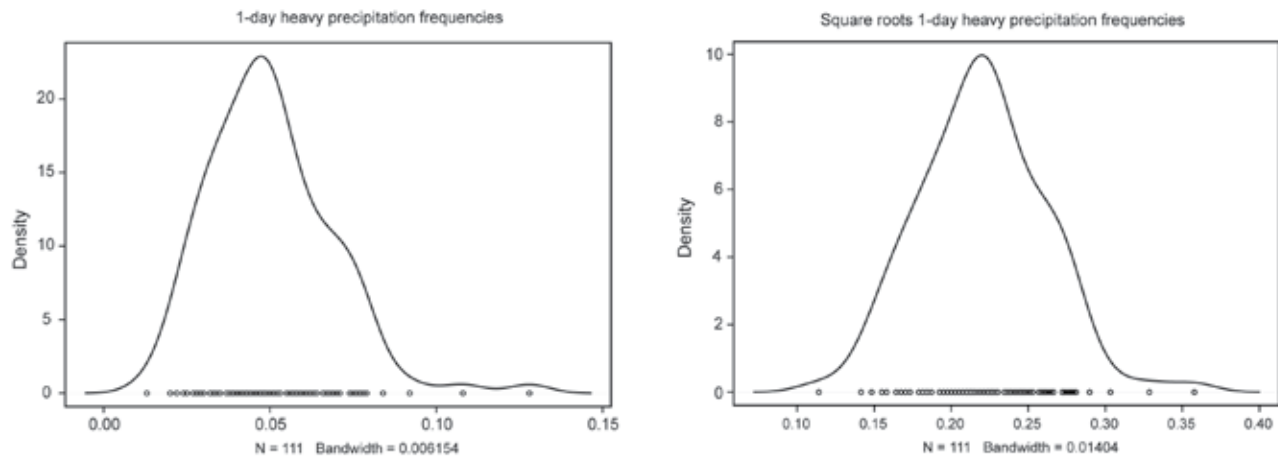 1-day heavy precipitation frequencies
Density
20
15
10
5
0
0.00 0.05 0.10 0.15
N = 111 Bandwidth = 0.006154
Square roots 1-day heavy precipitation frequencies
Density
10
8
6
4
2
0
0.10 0.15 0.20 0.25 0.30 0.35 0.40
N = 111 Bandwidth = 0.01404